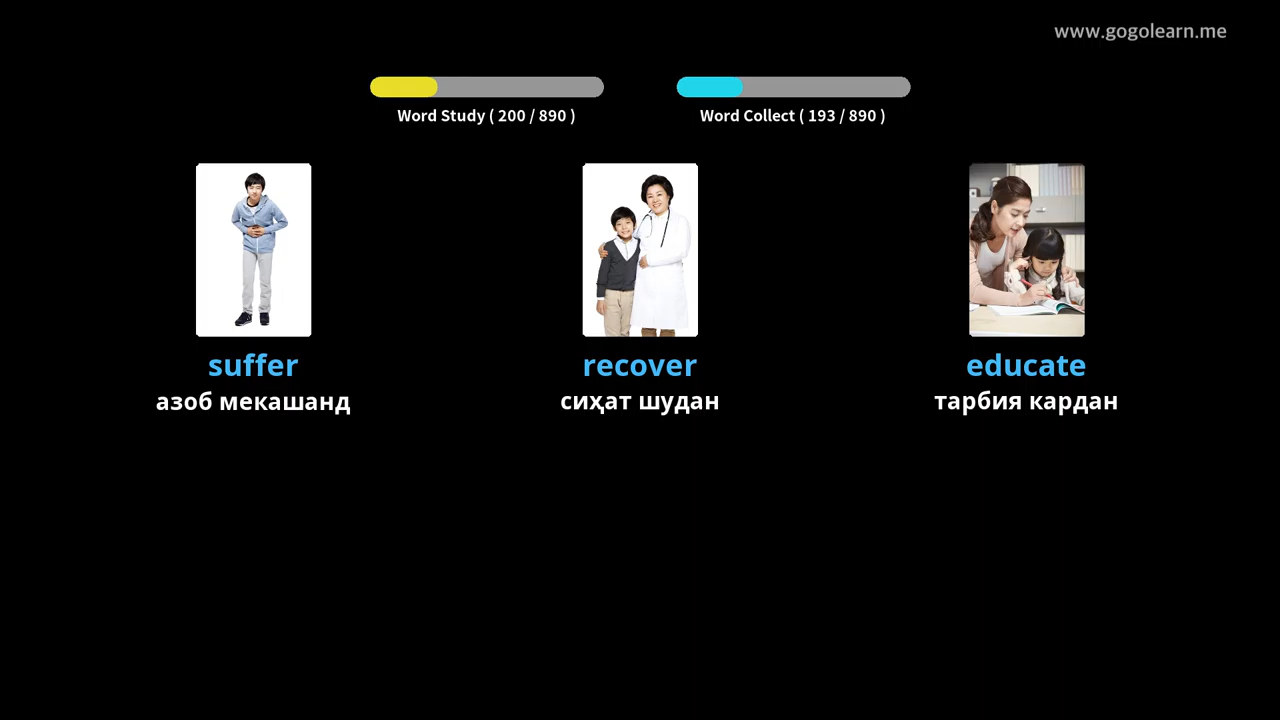 www.gogolearn.me
Word Study ( 200 / 890 )
Word Collect ( 193 / 890 )
suffer
азоб мекашанд
recover
сиҳат шудан
educate
тарбия кардан